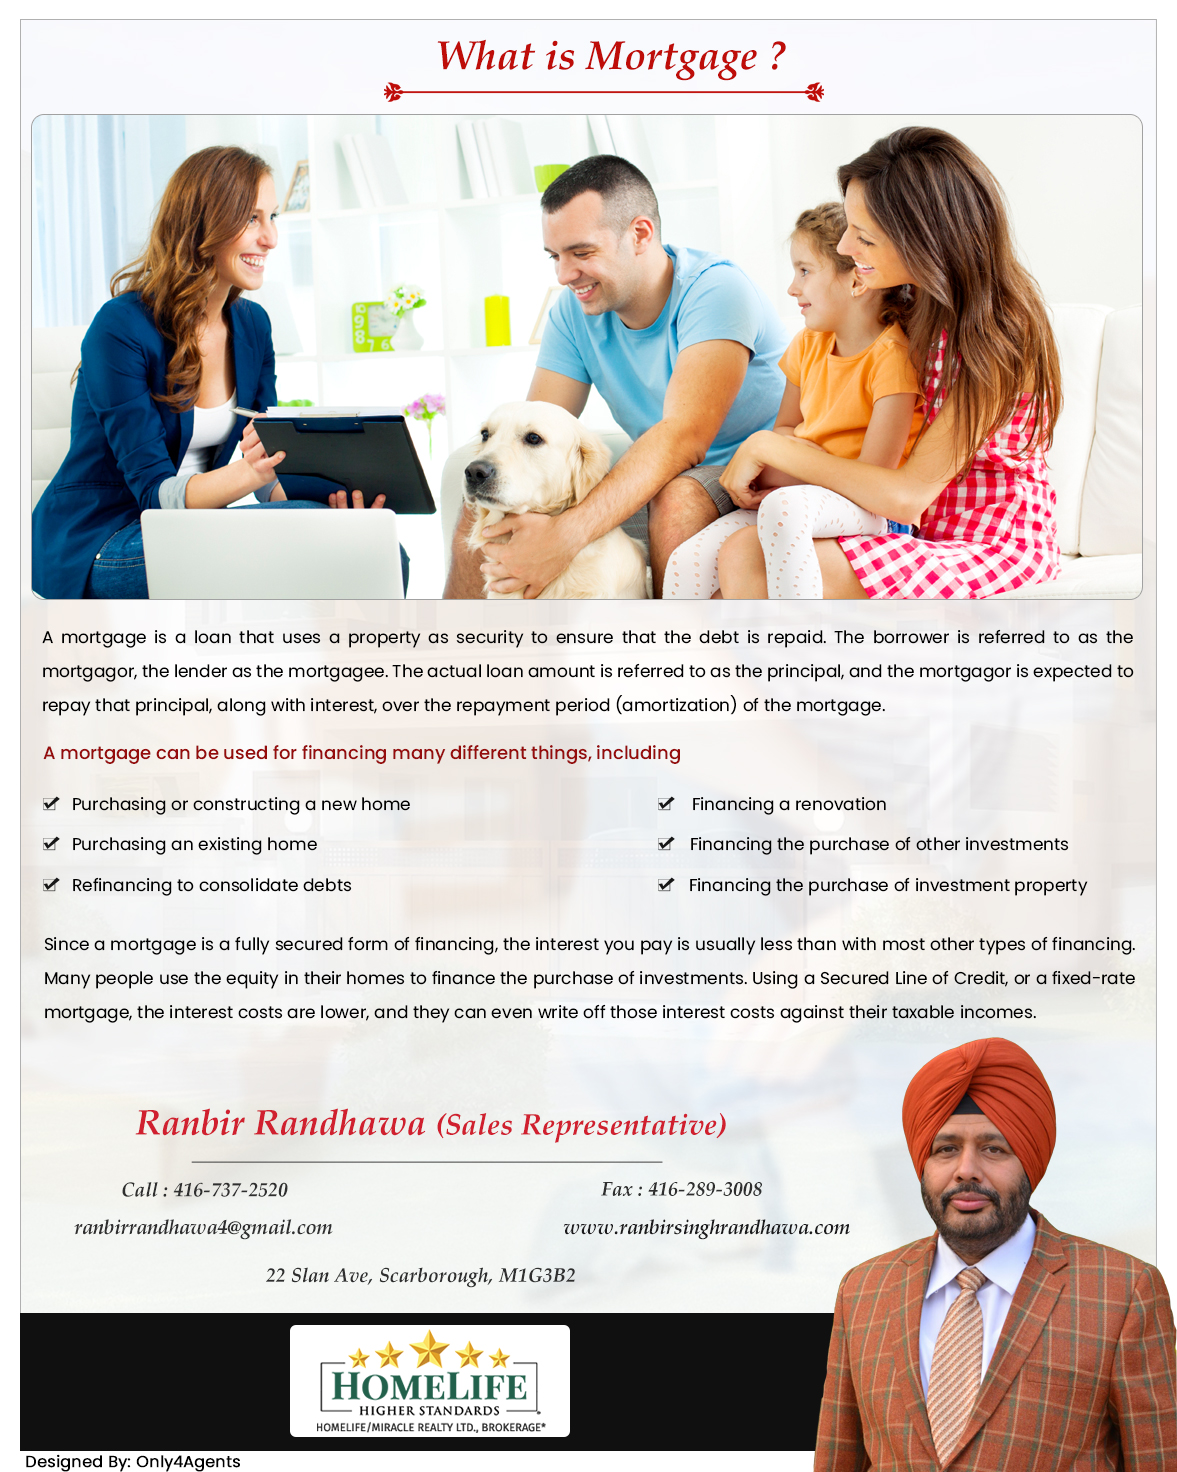 What is Mortgage ?
A mortgage is a loan that uses a property as security to ensure that the debt is repaid. The borrower is referred to as the
mortgagor, the lender as the mortgagee. The actual loan amount is referred to as the principal, and the mortgagor is expected to
repay that principal, along with interest, over the repayment period (amortization) of the mortgage.
A mortgage can be used for financing many different things, including
Purchasing or constructing a new home
Purchasing an existing home
Refinancing to consolidate debts
Financing a renovation
Financing the purchase of other investments
Financing the purchase of investment property
Since a mortgage is a fully secured form of financing, the interest you pay is usually less than with most other types of financing.
Many people use the equity in their homes to finance the purchase of investments. Using a Secured Line of Credit, or a fixed-rate
mortgage, the interest costs are lower, and they can even write off those interest costs against their taxable incomes.
Ranbir Randhawa (Sales Representative)
Call : 416-737-2520
Fax : 416-289-3008
ranbirrandhawa4@gmail.com
www.ranbirsinghrandhawa.com
22 Slan Ave, Scarborough, M1G3B2
HOMELIFE
HIGHER STANDARDS
HOMELIFE/MIRACLE REALTY LTD., BROKERAGE*
Designed By: Only4Agents